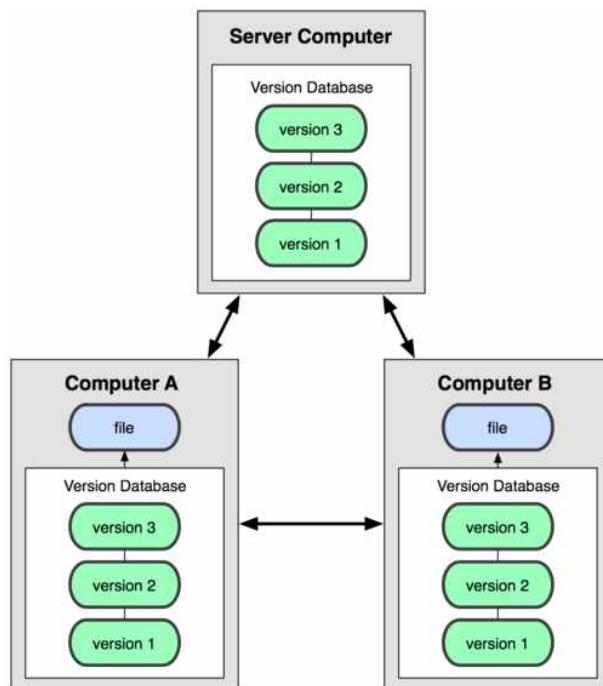 Server Computer
Version Database
version 3
version 2
version 1
Computer A
file
Version Database
version 3
version 2
version 1
Computer B
file
Version Database
version 3
version 2
version 1